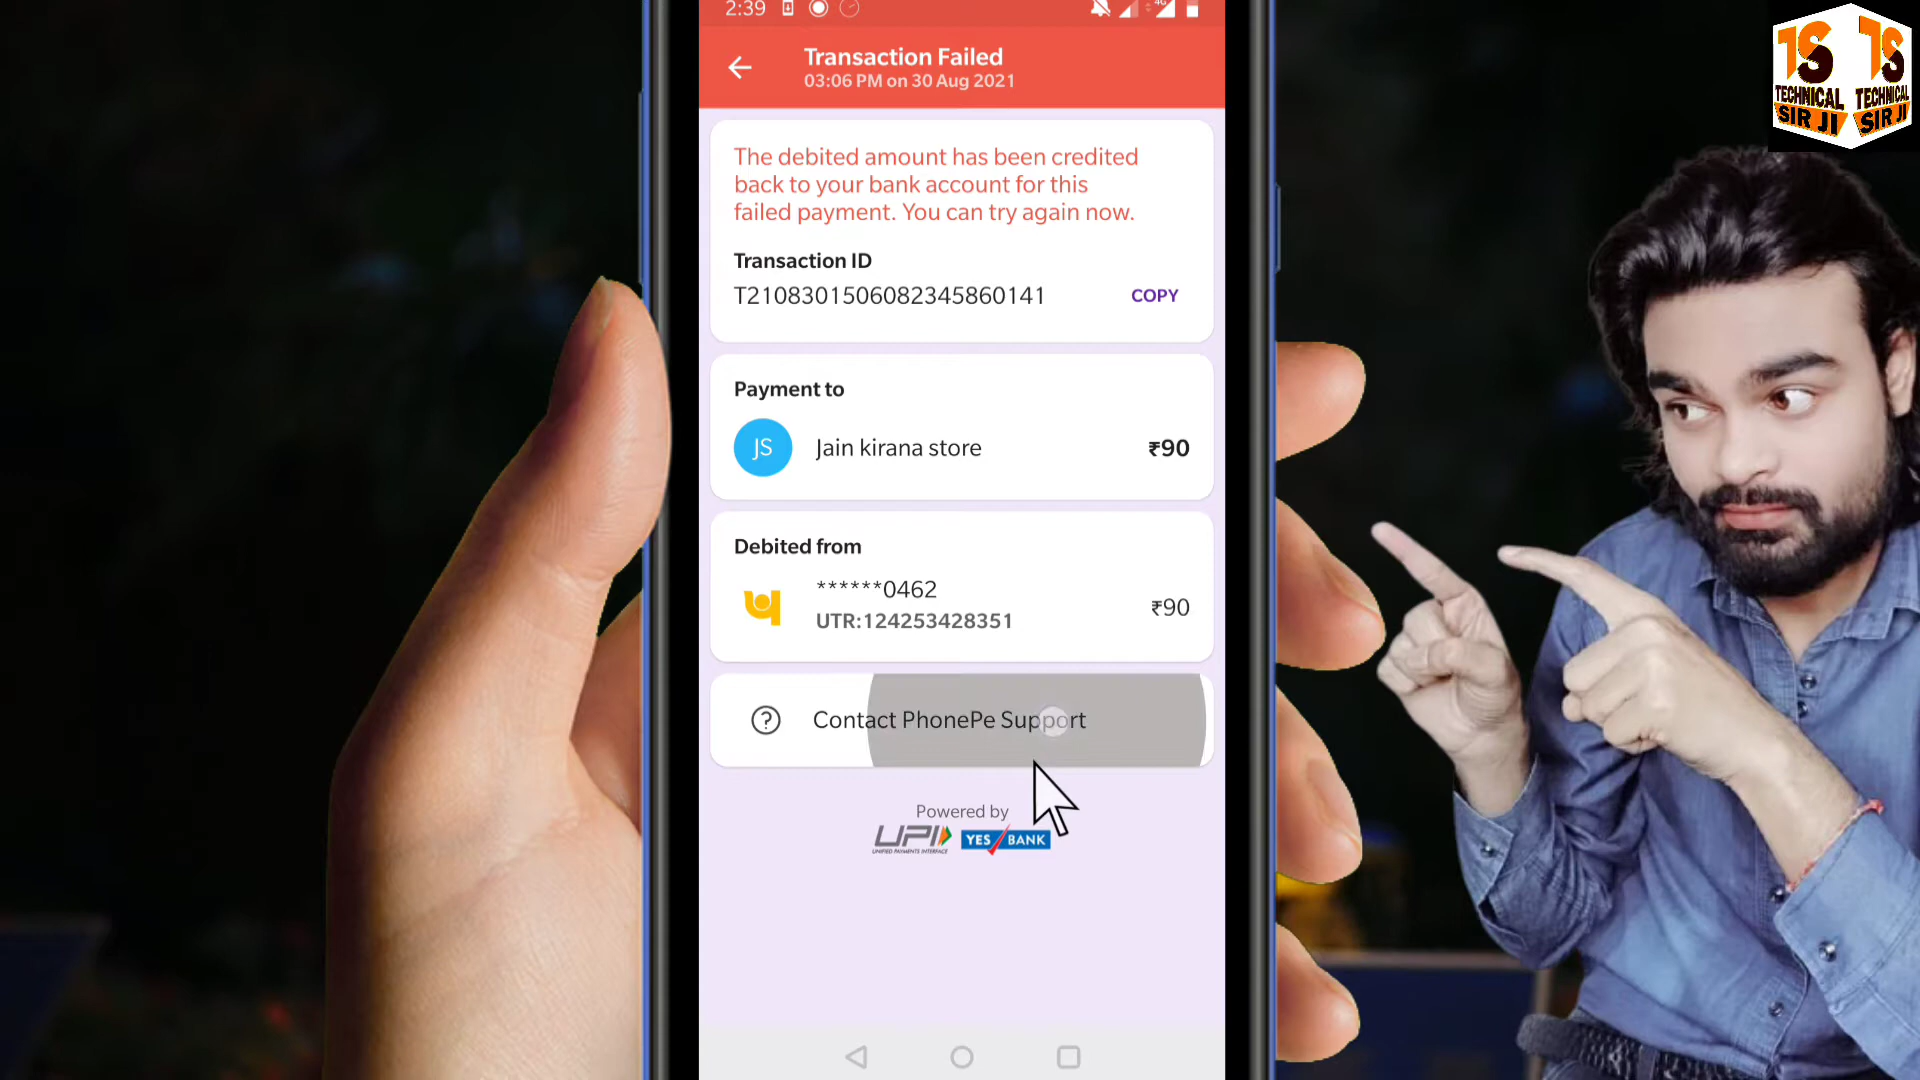 2:39
4G
Transaction Failed
03:06 PM on 30 Aug 2021
The debited amount has been credited
back to your bank account for this
failed payment. You can try again now.
Transaction ID
T2108301506082345860141
COPY
Payment to
JS
Jain kirana store
₹90
Debited from
******0462
UTR:124253428351
₹90
Contact PhonePe Support
Powered by
UPI
UNIFIED PAYMENTS INTERFACE
YES BANK
TS
TECHNICAL
SIR JI
TS
TECHNICAL
SIR JI